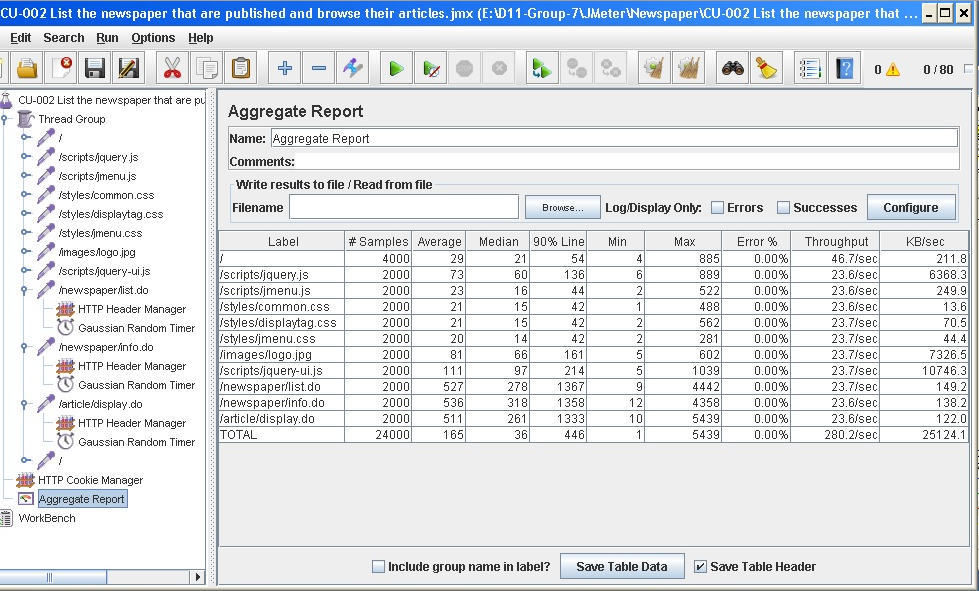 CU-002 List the newspaper that are published and browse their articles.jmx (E:\D11-Group-7\JMeter\Newspaper\CU-002 List the newspaper that ...
Edit Search Run Options Help
0 0 / 80
CU-002 List the newspaper that are pu
Thread Group
/
/scripts/jquery.js
/scripts/jmenu.js
/styles/common.css
/styles/displaytag.css
/styles/jmenu.css
/images/logo.jpg
/scripts/jquery-ui.js
/newspaper/list.do
HTTP Header Manager
Gaussian Random Timer
/newspaper/info.do
HTTP Header Manager
Gaussian Random Timer
/article/display.do
HTTP Header Manager
Gaussian Random Timer
/
HTTP Cookie Manager
Aggregate Report
WorkBench
Aggregate Report
Name: Aggregate Report
Comments:
Write results to file / Read from file
Filename Browse... Log/Display Only: Errors Successes Configure
Label # Samples Average Median 90% Line Min Max Error % Throughput KB/sec
/ 4000 29 21 54 4 885 0.00% 46.7/sec 211.8
/scripts/jquery.js 2000 73 60 136 6 889 0.00% 23.6/sec 6368.3
/scripts/jmenu.js 2000 23 16 44 2 522 0.00% 23.6/sec 249.9
/styles/common.css 2000 21 15 42 1 488 0.00% 23.6/sec 13.6
/styles/displaytag.css 2000 21 15 42 2 562 0.00% 23.7/sec 70.5
/styles/jmenu.css 2000 20 14 42 2 281 0.00% 23.7/sec 44.4
/images/logo.jpg 2000 81 66 161 5 602 0.00% 23.7/sec 7326.5
/scripts/jquery-ui.js 2000 111 97 214 5 1039 0.00% 23.6/sec 10746.3
/newspaper/list.do 2000 527 278 1367 9 4442 0.00% 23.7/sec 149.2
/newspaper/info.do 2000 536 318 1358 12 4358 0.00% 23.6/sec 138.2
/article/display.do 2000 511 261 1333 10 5439 0.00% 23.6/sec 122.0
TOTAL 24000 165 36 446 1 5439 0.00% 280.2/sec 25124.1
Include group name in label? Save Table Data Save Table Header